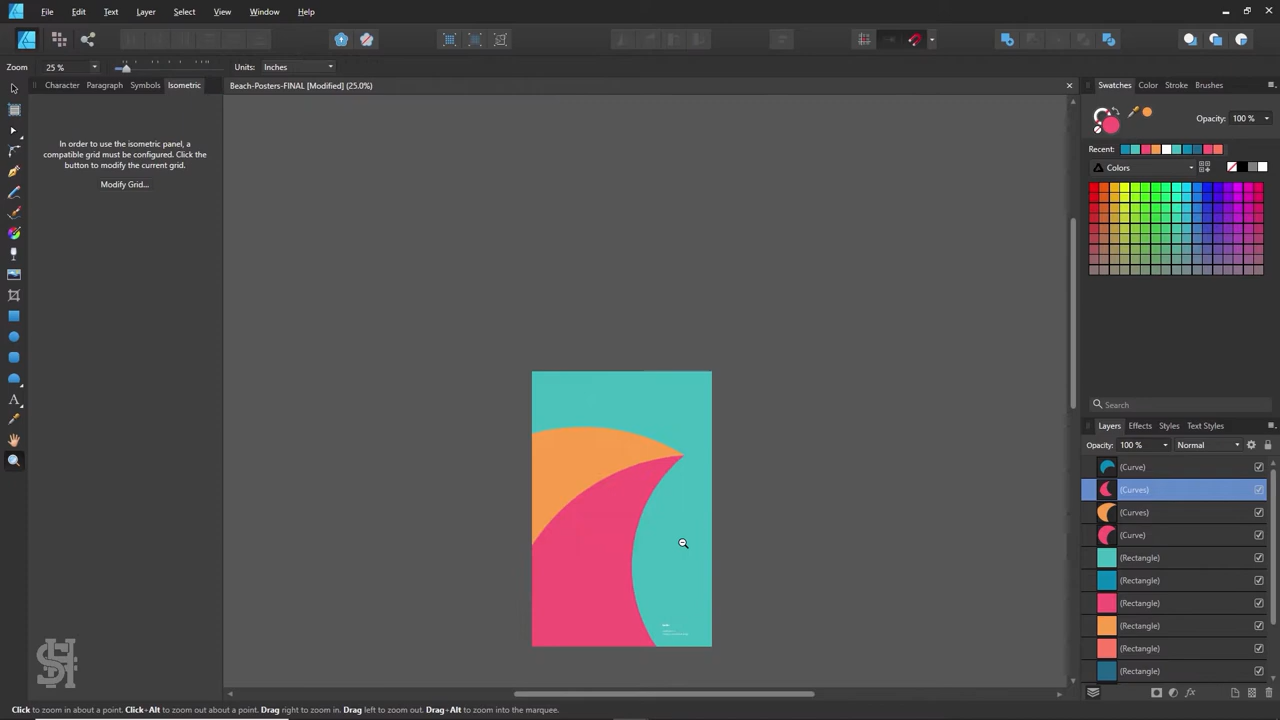 File Edit Text Layer Select View Window Help
Zoom 25 % Units: Inches
Character Paragraph Symbols Isometric
Beach-Posters-FINAL [Modified] (25.0%)
In order to use the isometric panel, a
compatible grid must be configured. Click the
button to modify the current grid.
Modify Grid...
Swatches Color Stroke Brushes
Opacity: 100 %
Recent:
Colors
Search
Layers Effects Styles Text Styles
Opacity: 100 % Normal
(Curve)
(Curves)
(Curves)
(Curve)
(Rectangle)
(Rectangle)
(Rectangle)
(Rectangle)
(Rectangle)
(Rectangle)
Click to zoom in about a point. Click+Alt to zoom out about a point. Drag right to zoom in. Drag left to zoom out. Drag+Alt to zoom into the marquee.